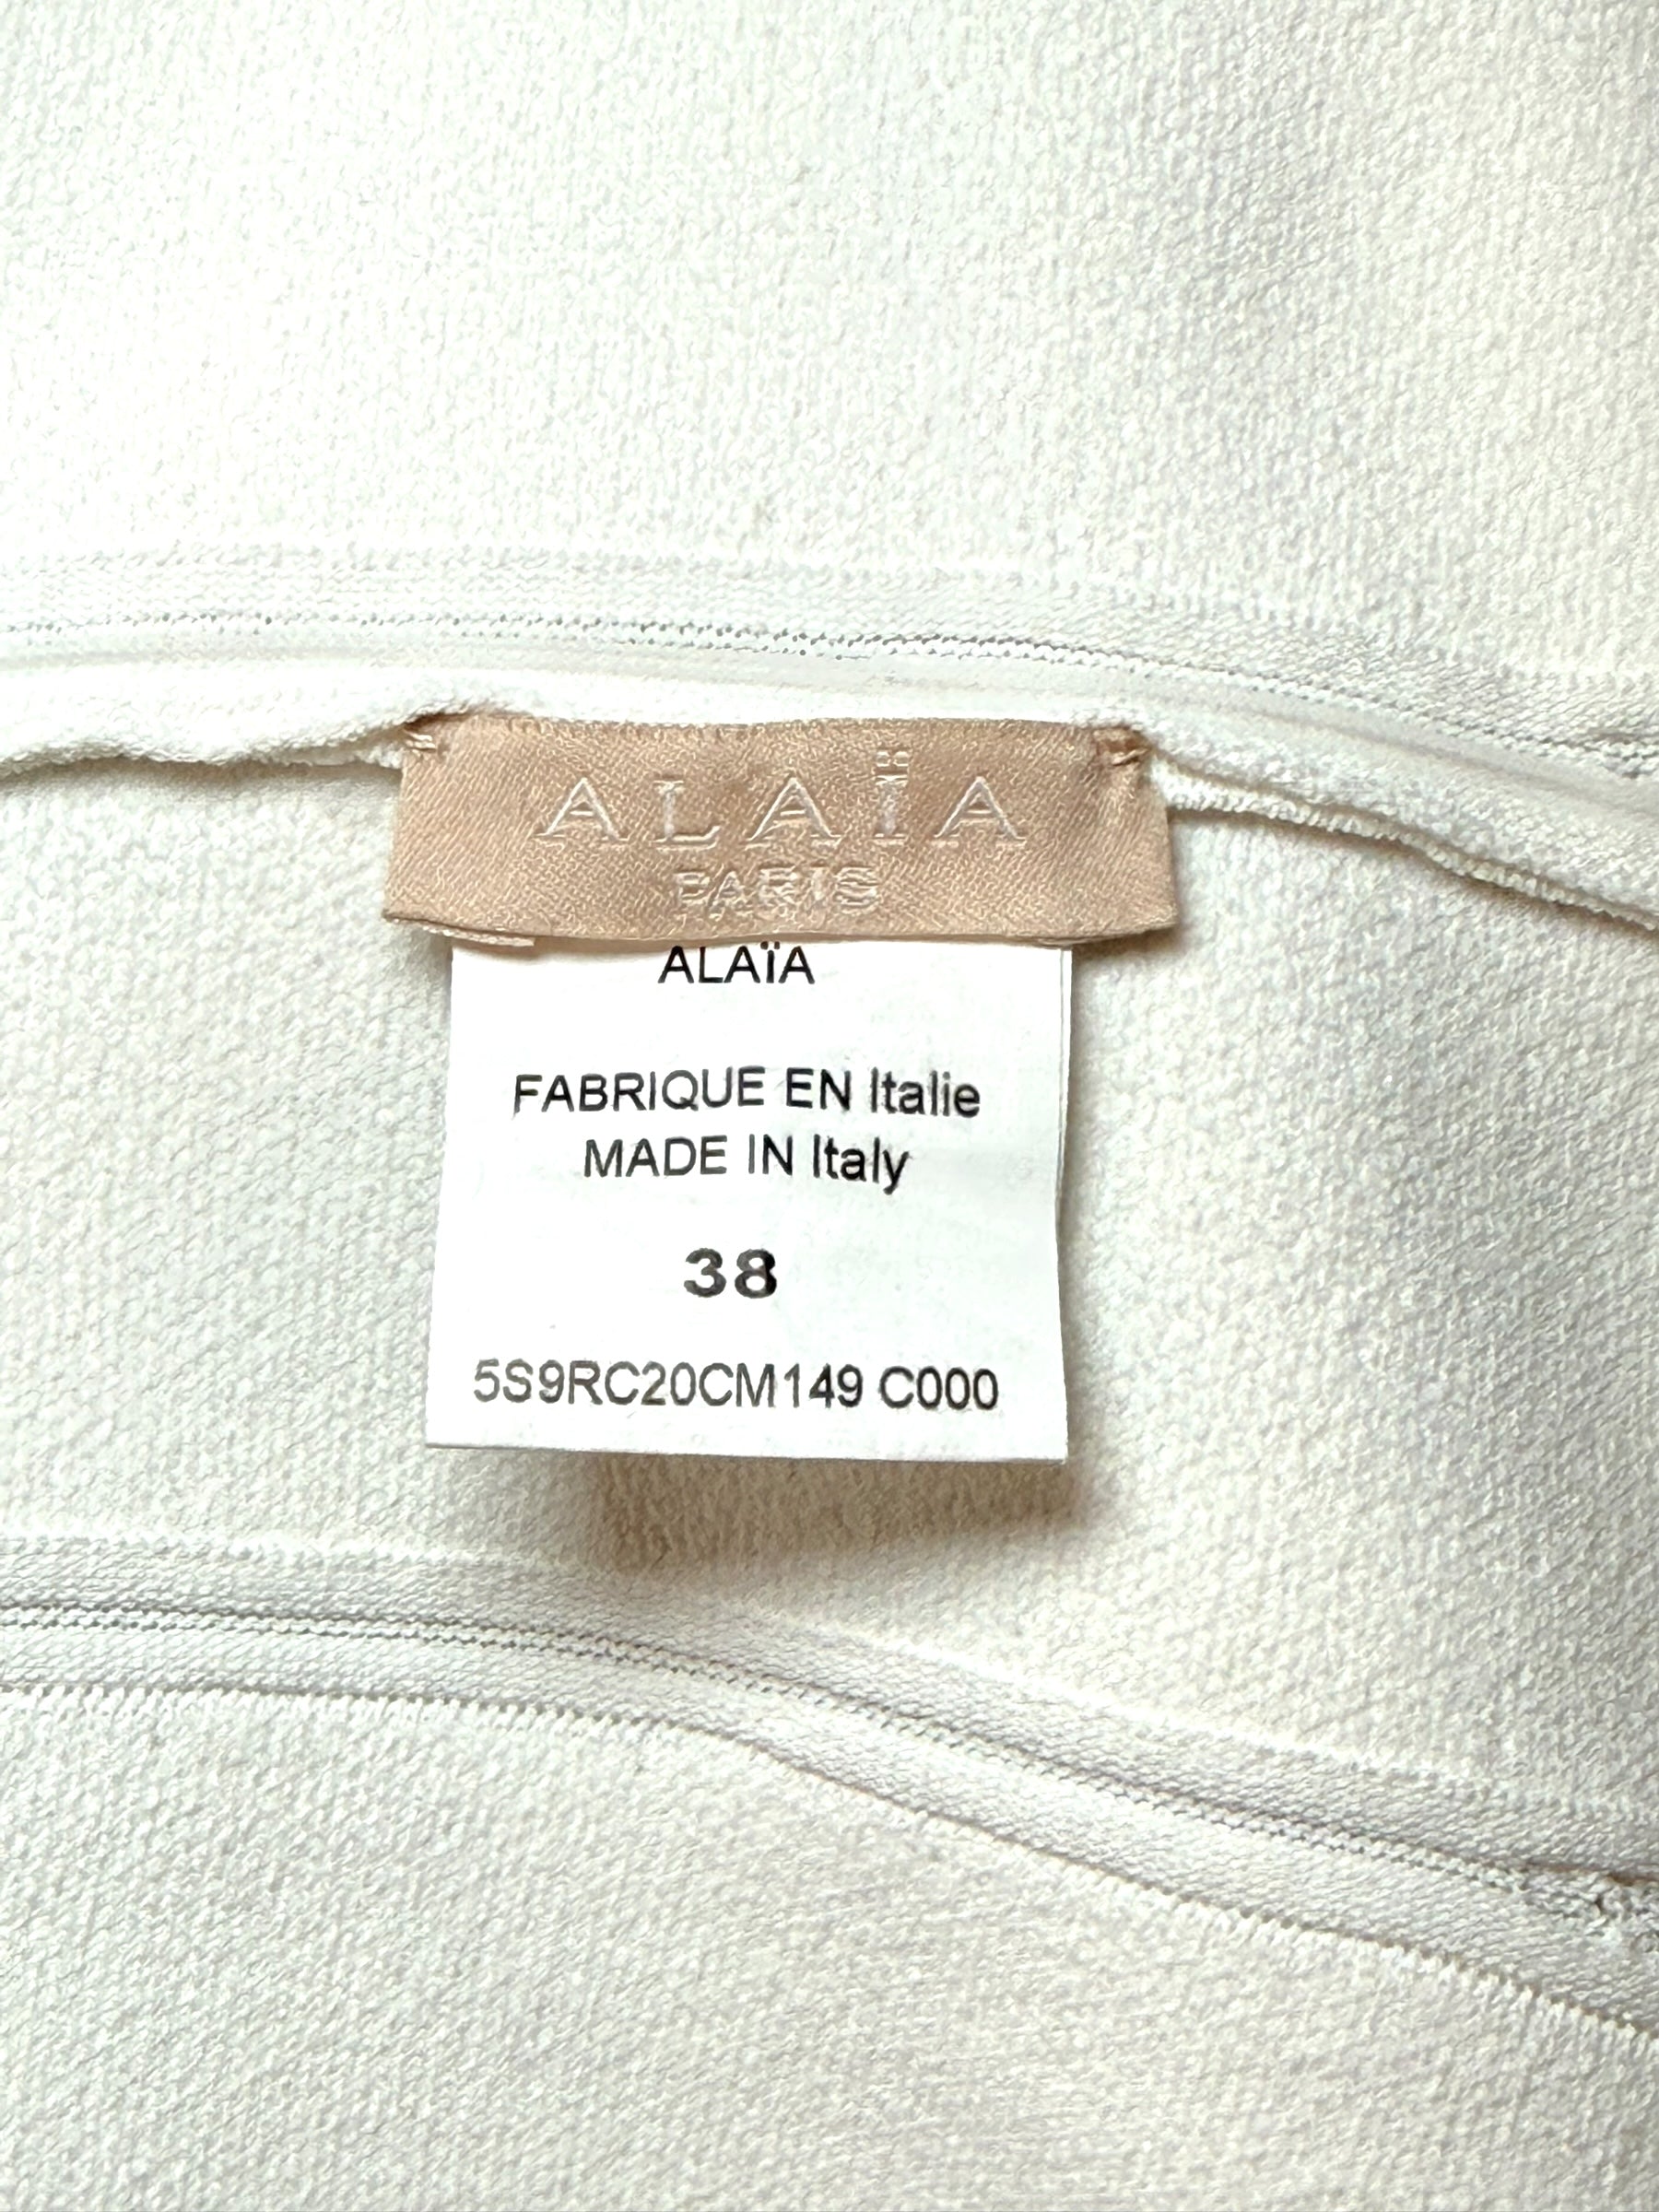 ALAÏA
PARIS
ALAïA
FABRIQUE EN Italie
MADE IN Italy
38
5S9RC20CM149 C000